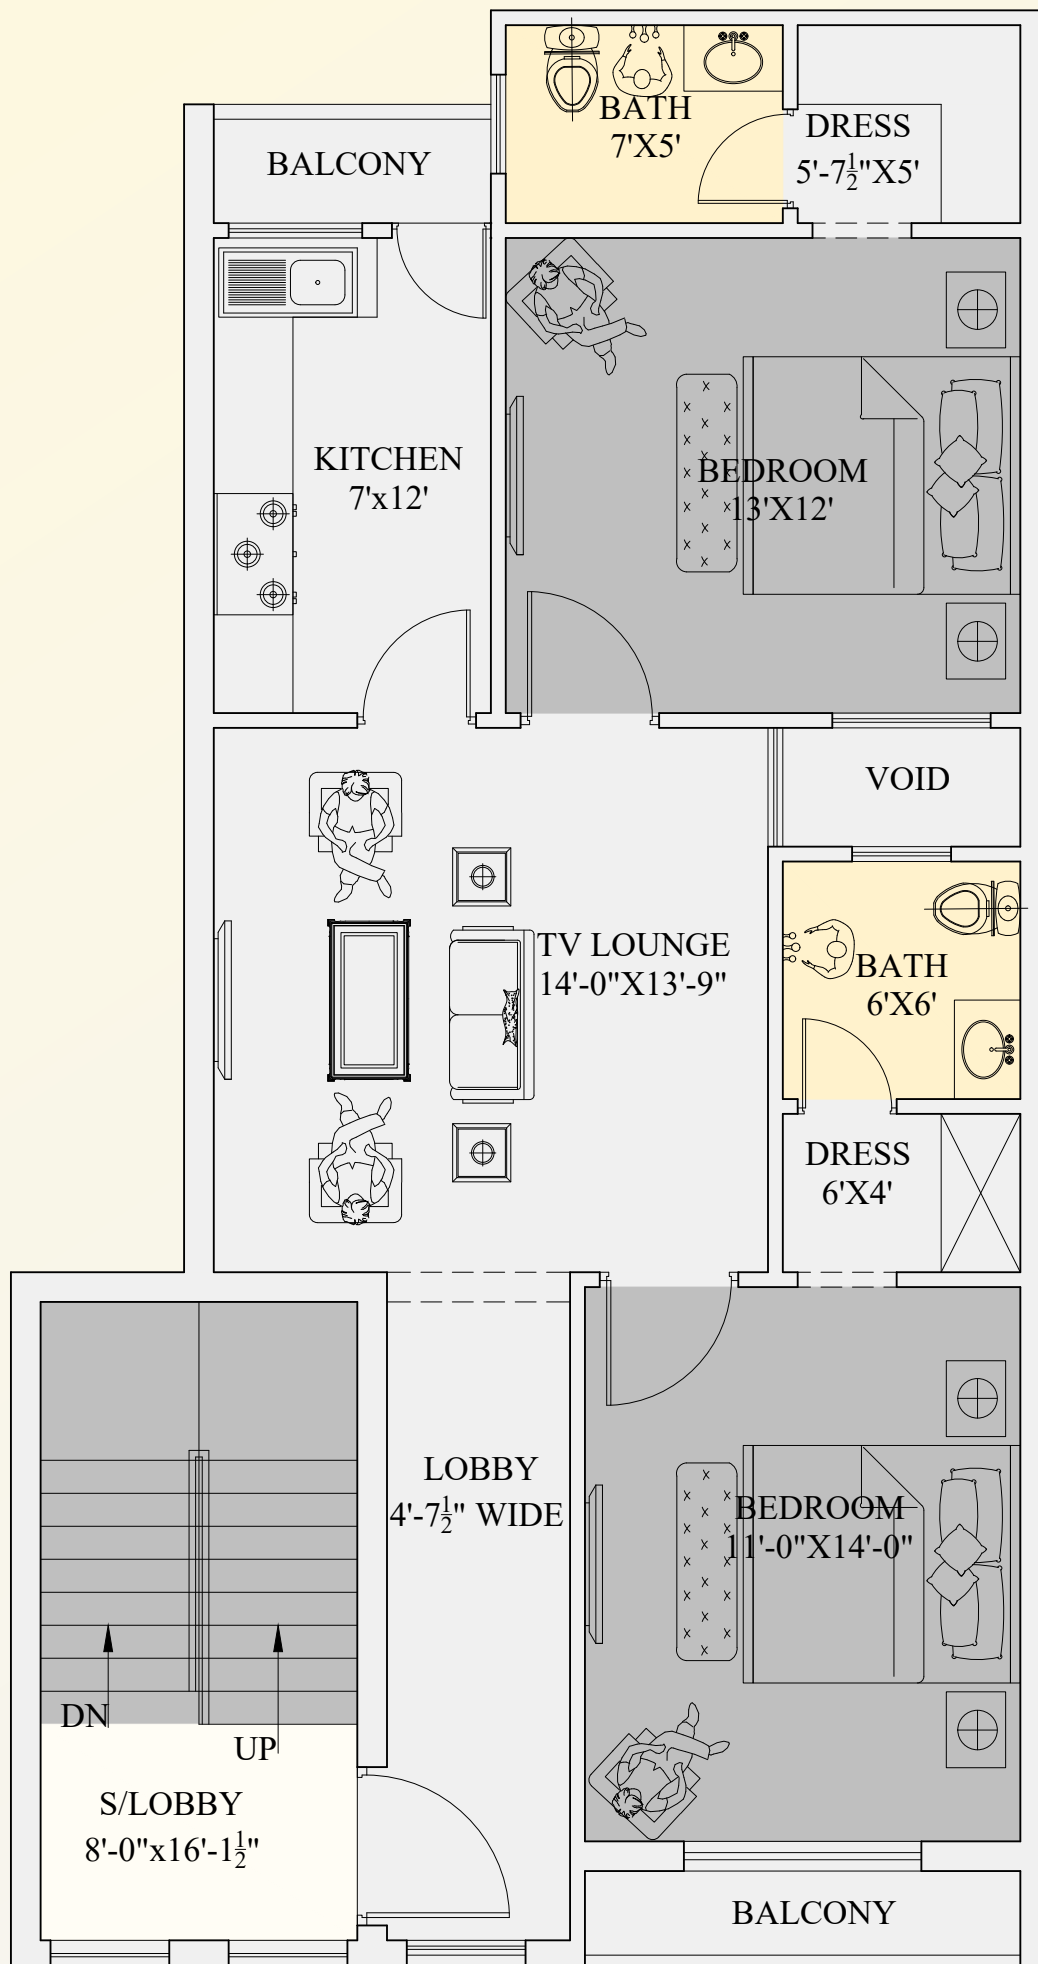 BATH
7'X5'
DRESS
5'-7½"X5'
BALCONY
KITCHEN
7'x12'
BEDROOM
13'X12'
VOID
TV LOUNGE
14'-0"X13'-9"
BATH
6'X6'
DRESS
6'X4'
LOBBY
4'-7½" WIDE
BEDROOM
11'-0"X14'-0"
DN
UP
S/LOBBY
8'-0"x16'-1½"
BALCONY